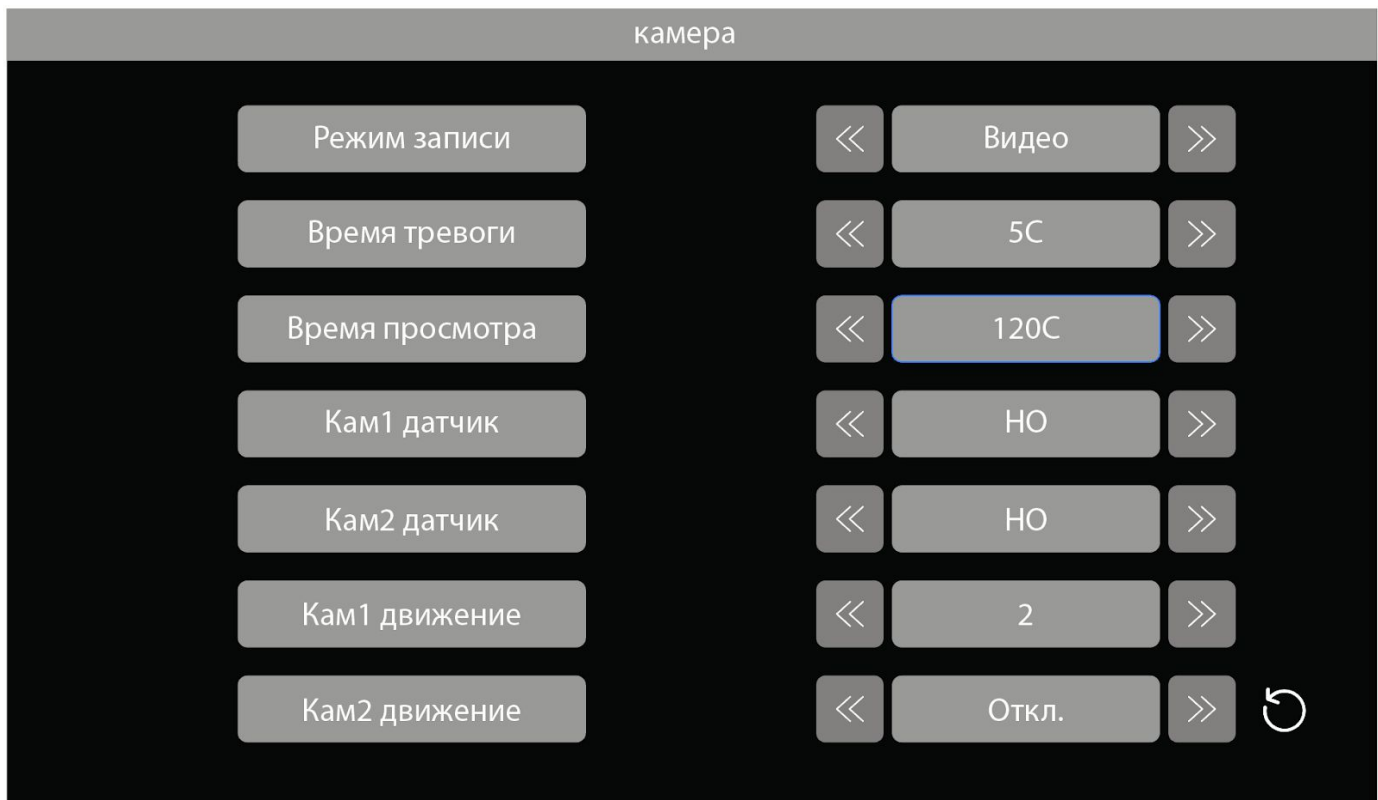 камера
Режим записи << Видео >>
Время тревоги << 5С >>
Время просмотра << 120С >>
Кам1 датчик << НО >>
Кам2 датчик << НО >>
Кам1 движение << 2 >>
Кам2 движение << Откл. >>